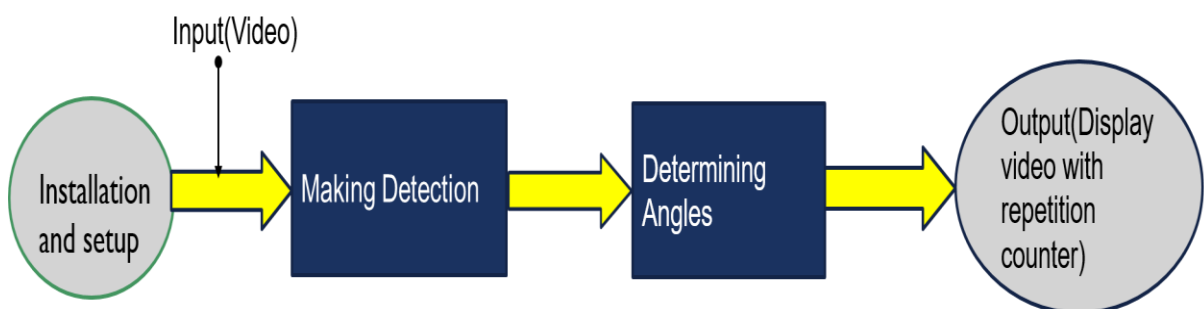 Input(Video)
Installation
and setup
Making Detection
Determining
Angles
Output(Display
video with
repetition
counter)